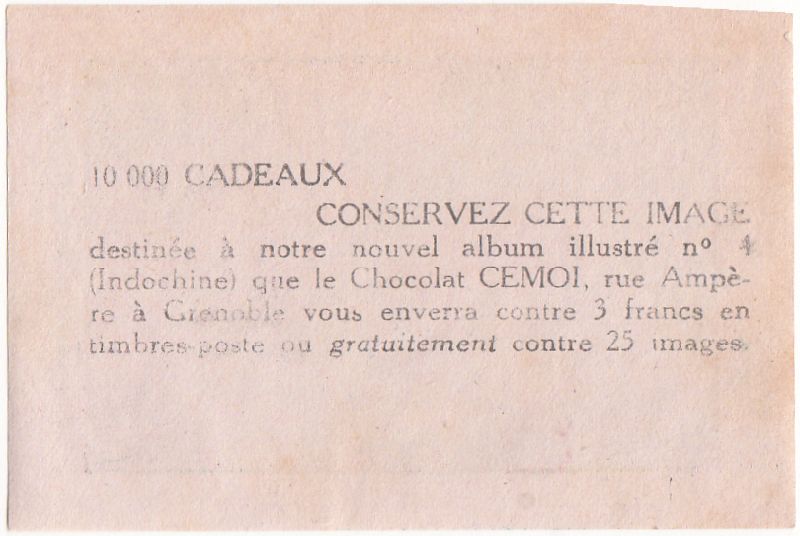 10 000 CADEAUX
CONSERVEZ CETTE IMAGE
destinée à notre nouvel album illustré nº 4
(Indochine) que le Chocolat CEMOI, rue Ampè-
re à Grenoble vous enverra contre 3 francs en
timbres-poste ou gratuitement contre 25 images.